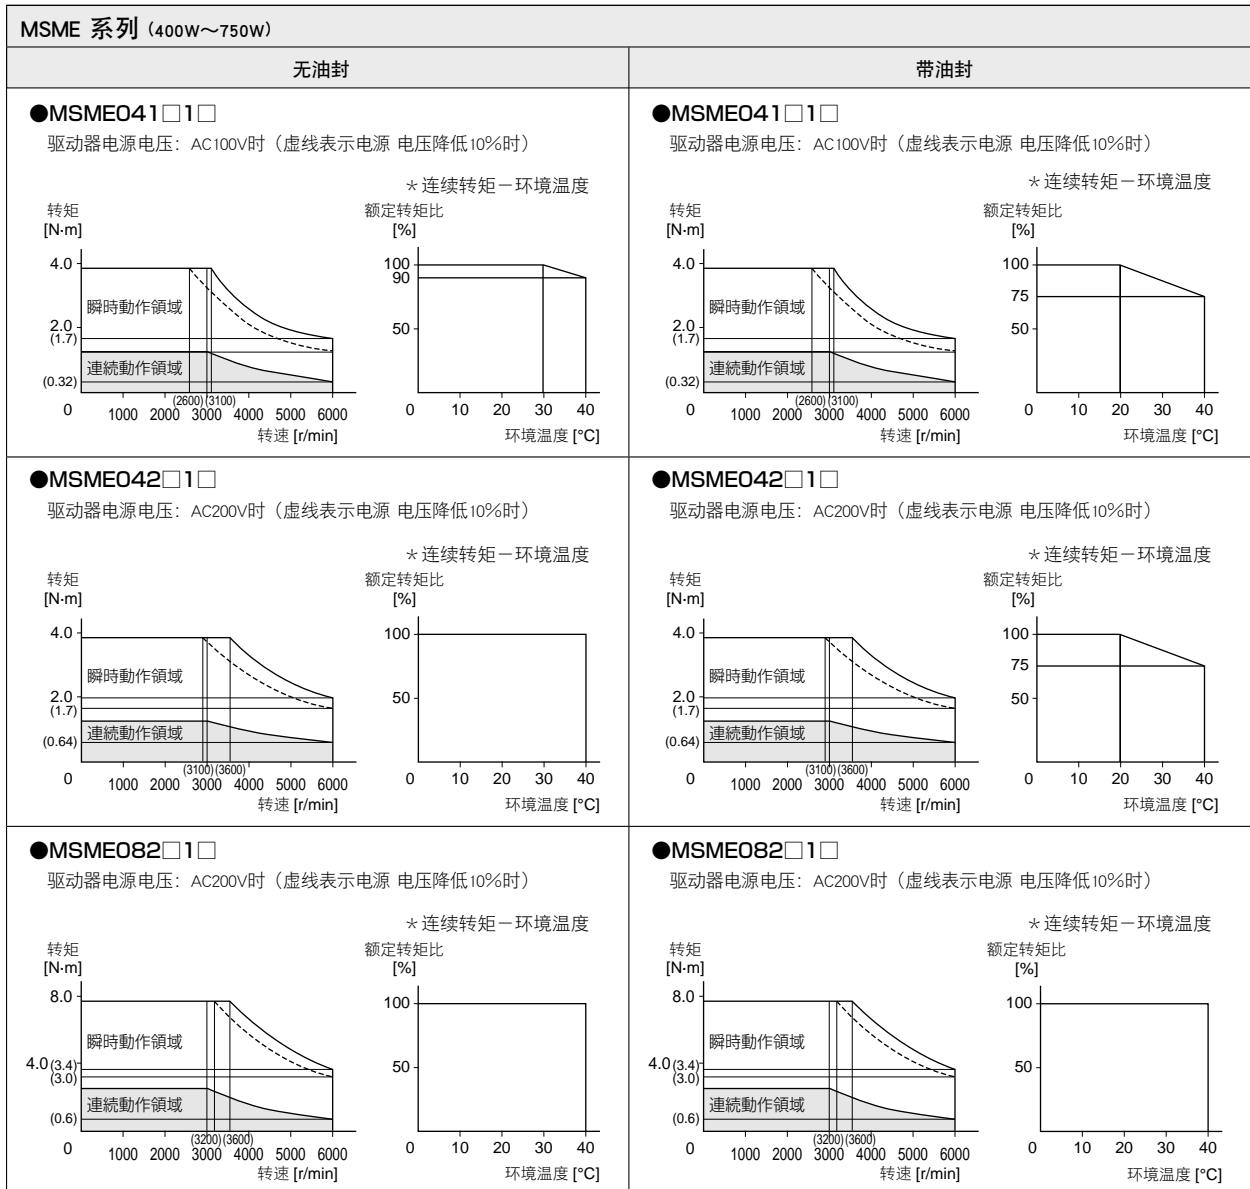 MSME 系列 (400W～750W)
无油封
带油封
●MSME041□1□
驱动器电源电压：AC100V时（虚线表示电源 电压降低10%时）
＊连续转矩－环境温度
转矩
[N·m]
4.0
2.0
(1.7)
(0.32)
0
瞬時動作領域
連続動作領域
(2600)(3100)
1000 2000 3000 4000 5000 6000
转速 [r/min]
额定转矩比
[%]
100
90
50
0 10 20 30 40
环境温度 [°C]
●MSME041□1□
驱动器电源电压：AC100V时（虚线表示电源 电压降低10%时）
＊连续转矩－环境温度
转矩
[N·m]
4.0
2.0
(1.7)
(0.32)
0
瞬時動作領域
連続動作領域
(2600)(3100)
1000 2000 3000 4000 5000 6000
转速 [r/min]
额定转矩比
[%]
100
75
50
0 10 20 30 40
环境温度 [°C]
●MSME042□1□
驱动器电源电压：AC200V时（虚线表示电源 电压降低10%时）
＊连续转矩－环境温度
转矩
[N·m]
4.0
2.0
(1.7)
(0.64)
0
瞬時動作領域
連続動作領域
(3100)(3600)
1000 2000 3000 4000 5000 6000
转速 [r/min]
额定转矩比
[%]
100
50
0 10 20 30 40
环境温度 [°C]
●MSME042□1□
驱动器电源电压：AC200V时（虚线表示电源 电压降低10%时）
＊连续转矩－环境温度
转矩
[N·m]
4.0
2.0
(1.7)
(0.64)
0
瞬時動作領域
連続動作領域
(3100)(3600)
1000 2000 3000 4000 5000 6000
转速 [r/min]
额定转矩比
[%]
100
75
50
0 10 20 30 40
环境温度 [°C]
●MSME082□1□
驱动器电源电压：AC200V时（虚线表示电源 电压降低10%时）
＊连续转矩－环境温度
转矩
[N·m]
8.0
4.0 (3.4)
(3.0)
(0.6)
0
瞬時動作領域
連続動作領域
(3200)(3600)
1000 2000 3000 4000 5000 6000
转速 [r/min]
额定转矩比
[%]
100
50
0 10 20 30 40
环境温度 [°C]
●MSME082□1□
驱动器电源电压：AC200V时（虚线表示电源 电压降低10%时）
＊连续转矩－环境温度
转矩
[N·m]
8.0
4.0 (3.4)
(3.0)
(0.6)
0
瞬時動作領域
連続動作領域
(3200)(3600)
1000 2000 3000 4000 5000 6000
转速 [r/min]
额定转矩比
[%]
100
50
0 10 20 30 40
环境温度 [°C]